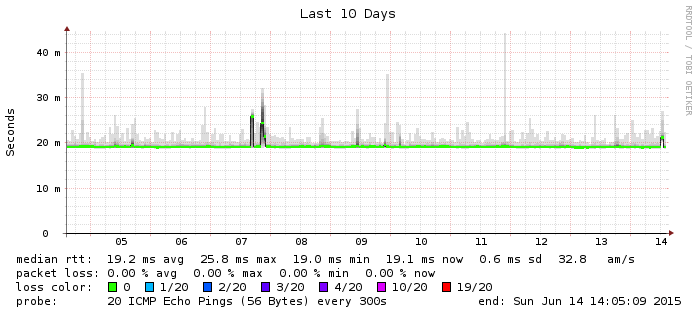 Last 10 Days
RRDTOOL / TOBI OETIKER
Seconds
40 m
30 m
20 m
10 m
0
05 06 07 08 09 10 11 12 13 14
median rtt: 19.2 ms avg 25.8 ms max 19.0 ms min 19.1 ms now 0.6 ms sd 32.8 am/s
packet loss: 0.00 % avg 0.00 % max 0.00 % min 0.00 % now
loss color: 0 1/20 2/20 3/20 4/20 10/20 19/20
probe: 20 ICMP Echo Pings (56 Bytes) every 300s end: Sun Jun 14 14:05:09 2015